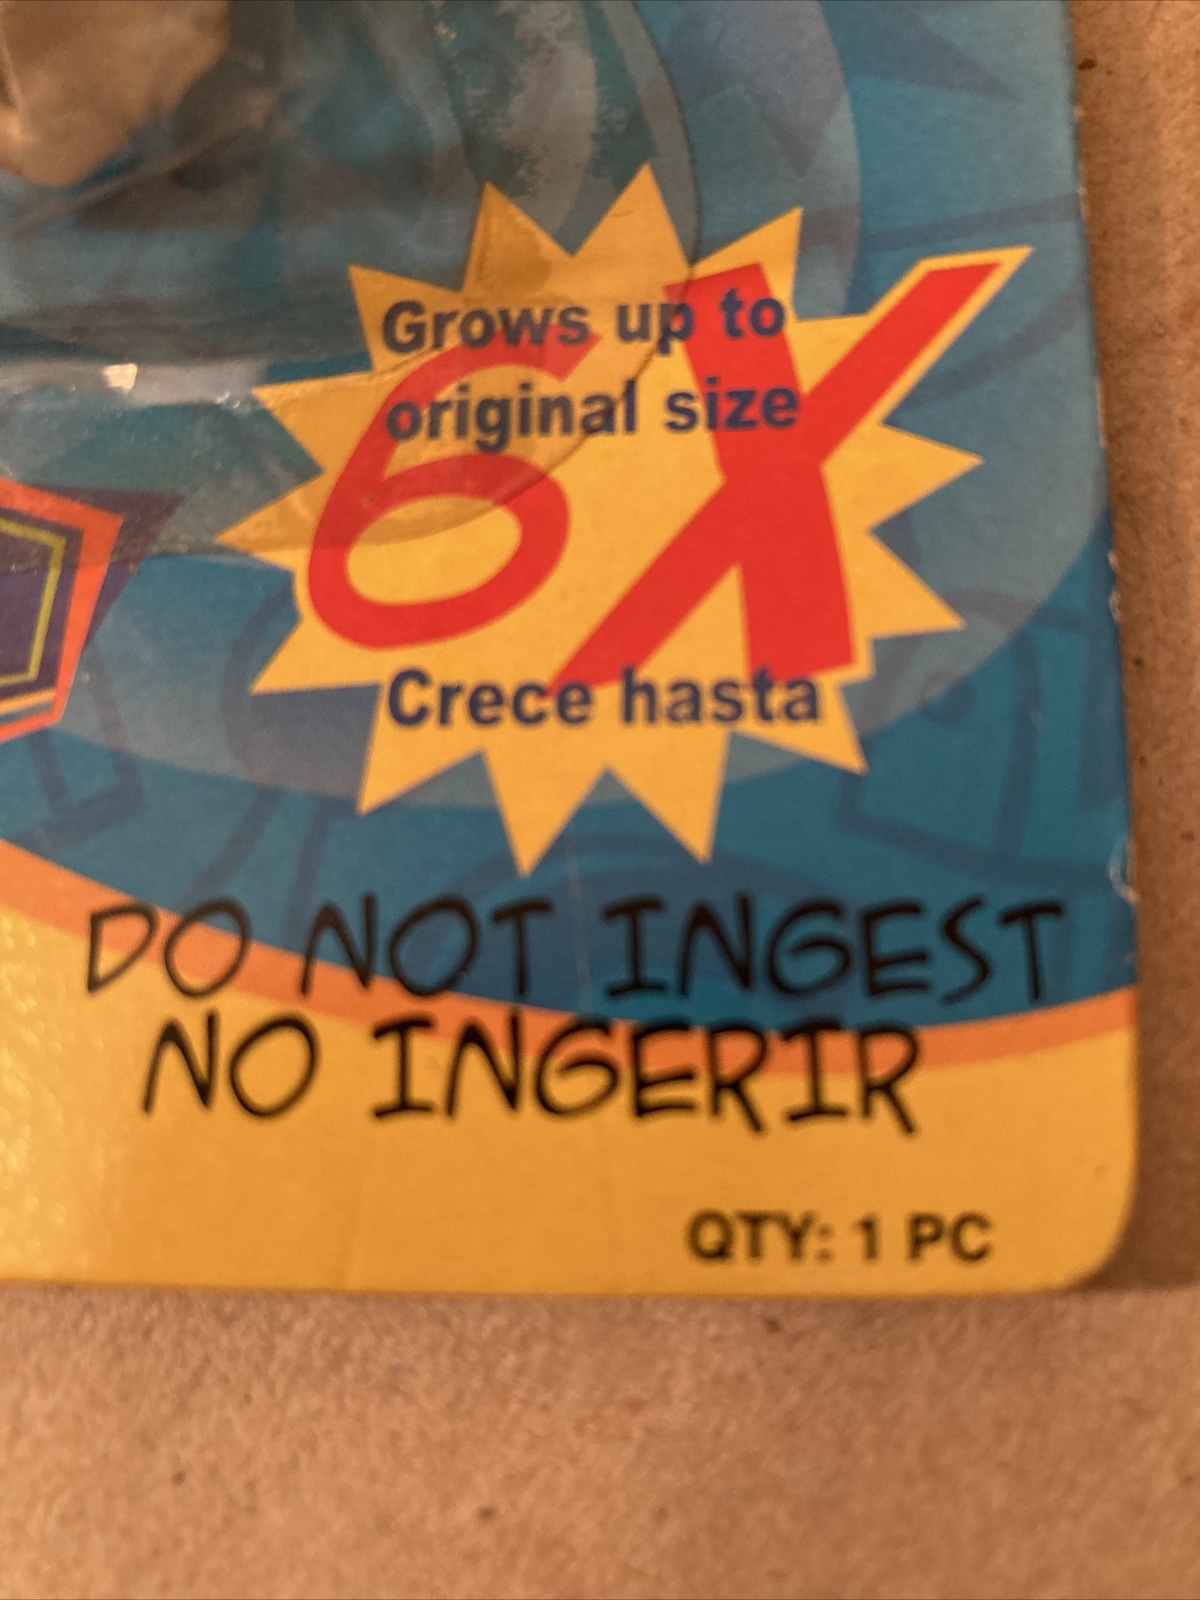 Grows up to
original size
6X
Crece hasta
DO NOT INGEST
NO INGERIR
QTY: 1 PC